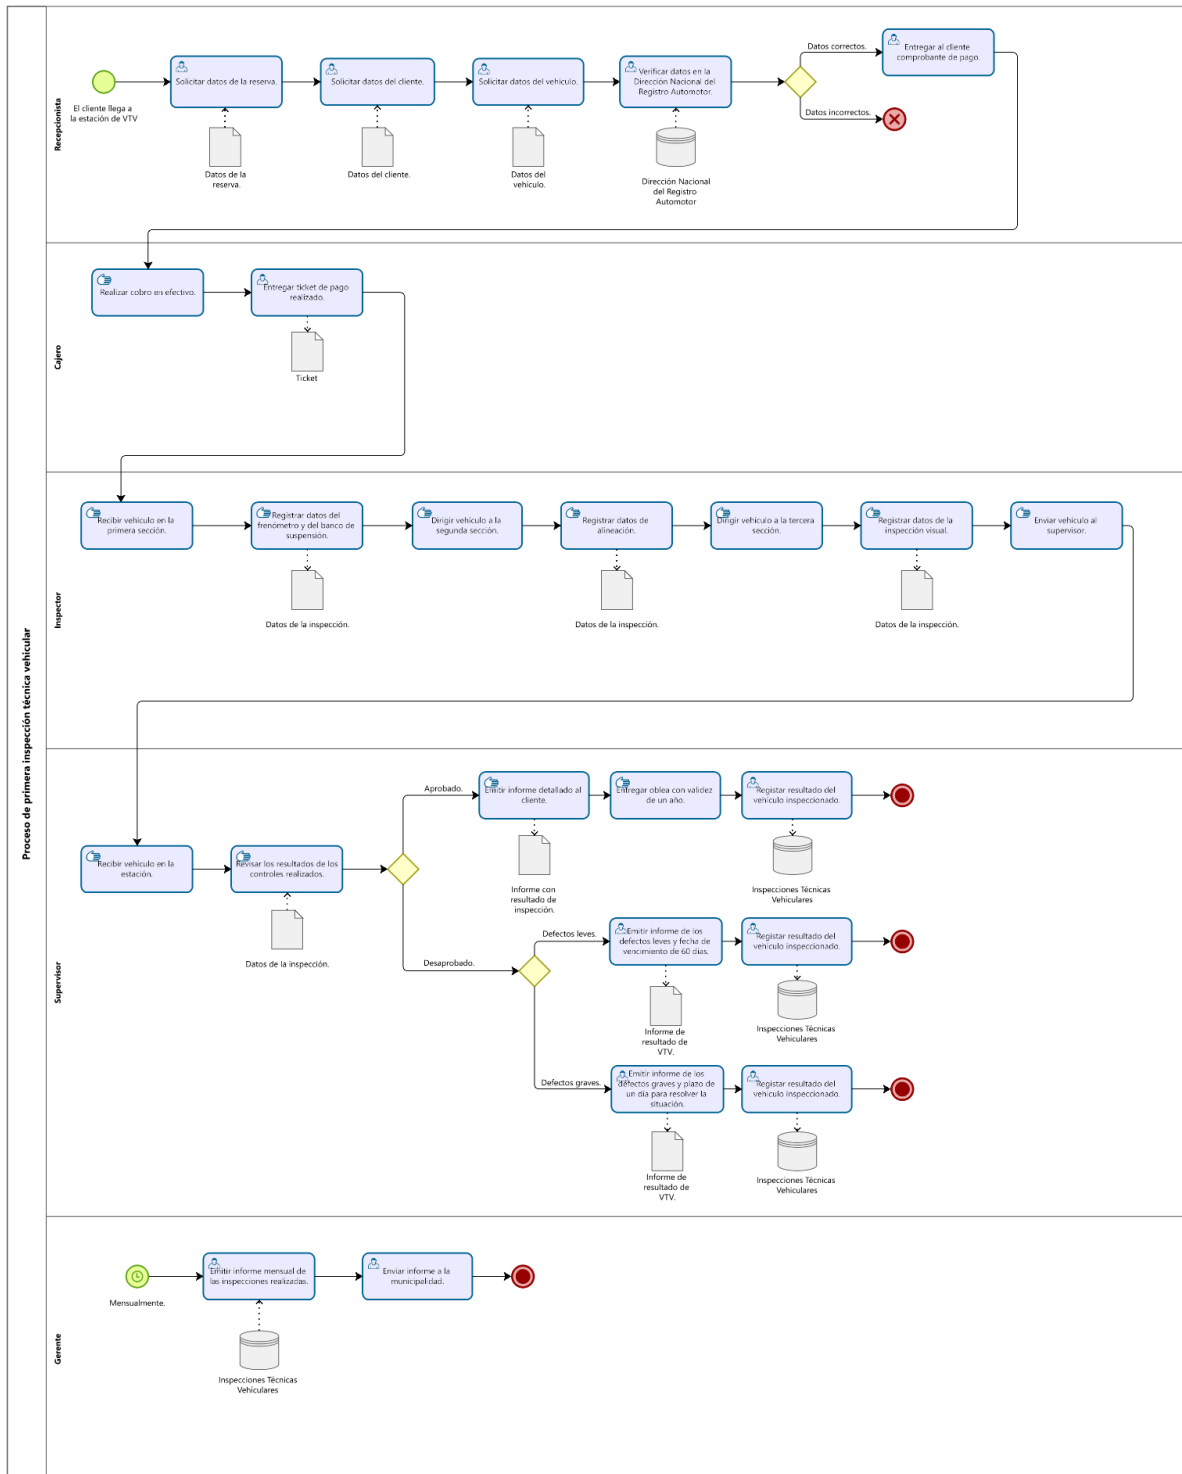 Proceso de primera inspección técnica vehicular
Recepcionista
El cliente llega a
la estación de VTV
Solicitar datos de la reserva.
Datos de la
reserva.
Solicitar datos del cliente.
Datos del cliente.
Solicitar datos del vehículo.
Datos del
vehículo.
Verificar datos en la
Dirección Nacional del
Registro Automotor.
Dirección Nacional
del Registro
Automotor
Datos correctos.
Datos incorrectos.
Entregar al cliente
comprobante de pago.
Cajero
Realizar cobro en efectivo.
Entregar ticket de pago
realizado.
Ticket
Inspector
Recibir vehículo en la
primera sección.
Registrar datos del
frenómetro y del banco de
suspensión.
Datos de la inspección.
Dirigir vehículo a la
segunda sección.
Registrar datos de
alineación.
Datos de la inspección.
Dirigir vehículo a la tercera
sección.
Registrar datos de la
inspección visual.
Datos de la inspección.
Enviar vehículo al
supervisor.
Supervisor
Recibir vehículo en la
estación.
Revisar los resultados de los
controles realizados.
Datos de la inspección.
Aprobado.
Emitir informe detallado al
cliente.
Informe con
resultado de
inspección.
Entregar oblea con validez
de un año.
Registar resultado del
vehículo inspeccionado.
Inspecciones Técnicas
Vehiculares
Desaprobado.
Defectos leves.
Emitir informe de los
defectos leves y fecha de
vencimiento de 60 días.
Informe de
resultado de
VTV.
Registar resultado del
vehículo inspeccionado.
Inspecciones Técnicas
Vehiculares
Defectos graves.
Emitir informe de los
defectos graves y plazo de
un día para resolver la
situación.
Informe de
resultado de
VTV.
Registar resultado del
vehículo inspeccionado.
Inspecciones Técnicas
Vehiculares
Gerente
Mensualmente.
Emitir informe mensual de
las inspecciones realizadas.
Inspecciones Técnicas
Vehículares
Enviar informe a la
municipalidad.